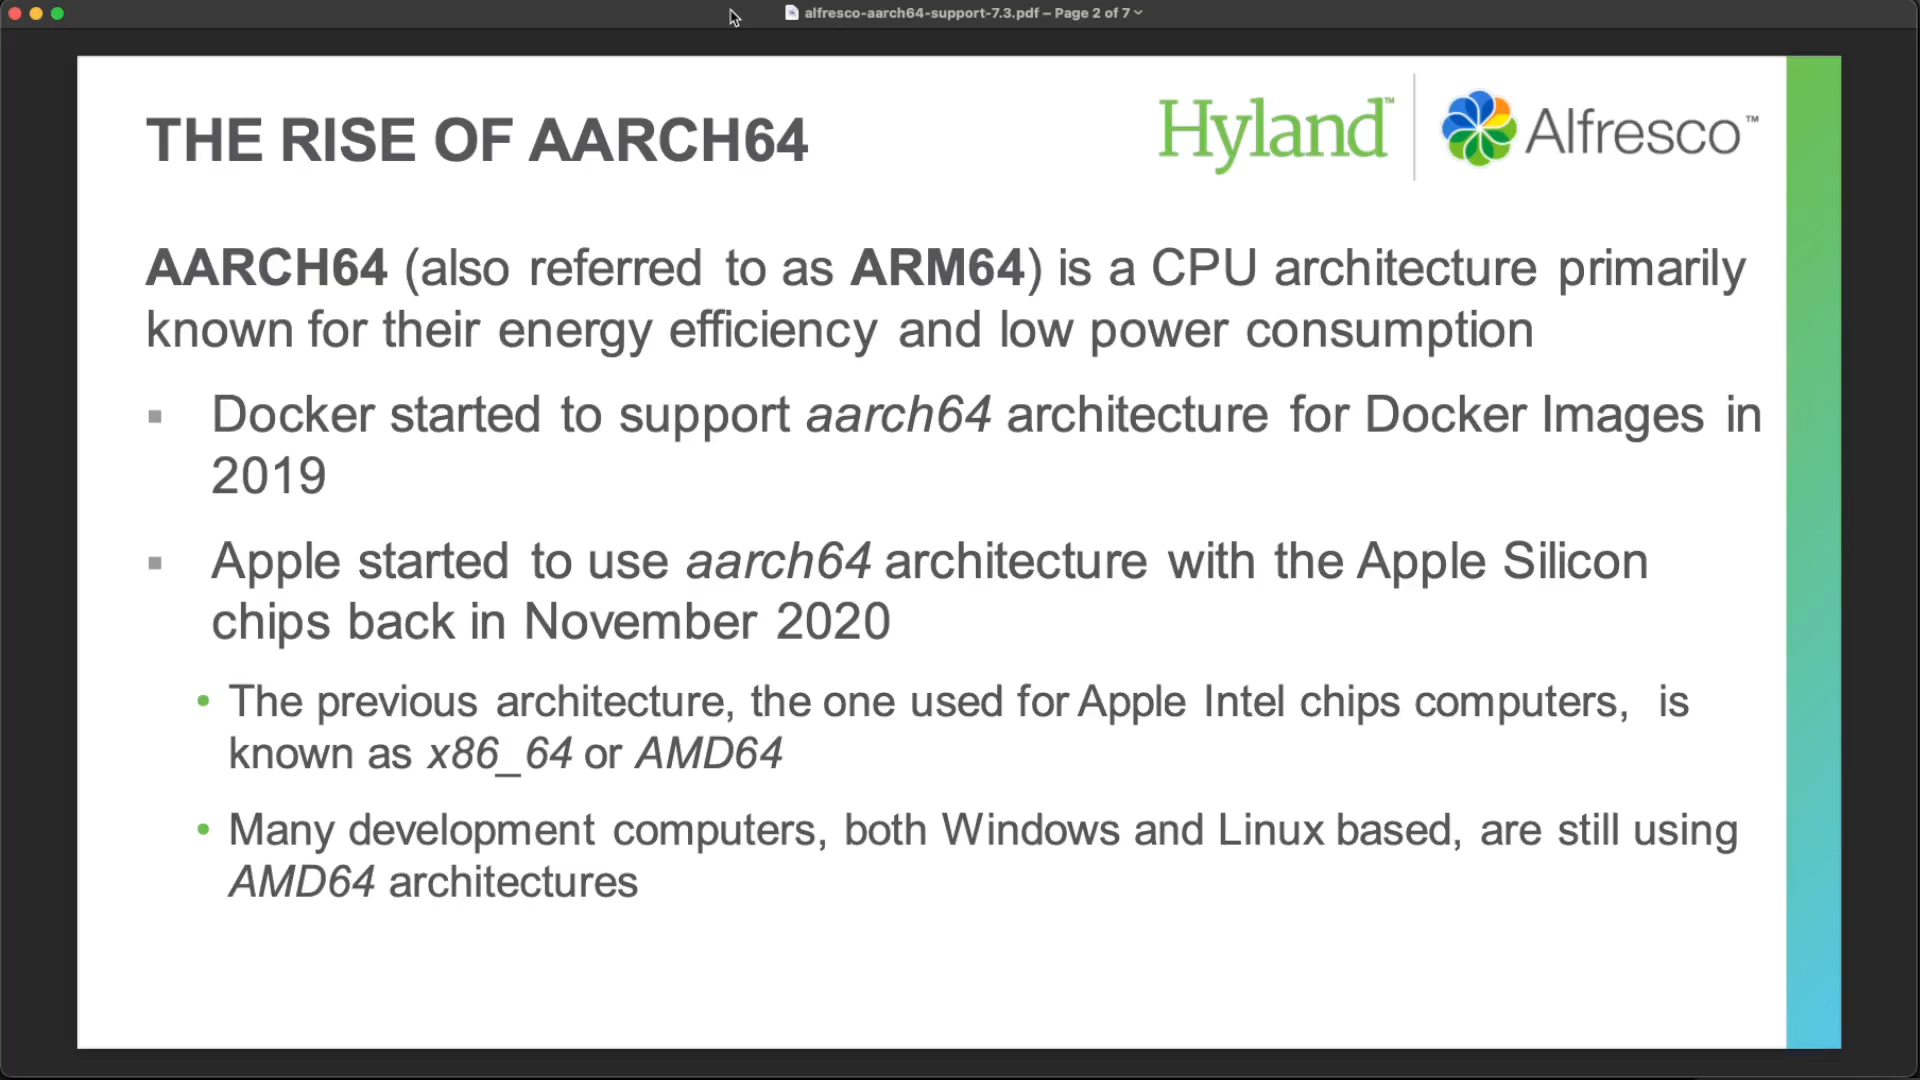 alfresco-aarch64-support-7.3.pdf – Page 2 of 7
THE RISE OF AARCH64
Hyland™
Alfresco™
AARCH64 (also referred to as ARM64) is a CPU architecture primarily
known for their energy efficiency and low power consumption
▪ Docker started to support aarch64 architecture for Docker Images in
2019
▪ Apple started to use aarch64 architecture with the Apple Silicon
chips back in November 2020
• The previous architecture, the one used for Apple Intel chips computers, is
known as x86_64 or AMD64
• Many development computers, both Windows and Linux based, are still using
AMD64 architectures